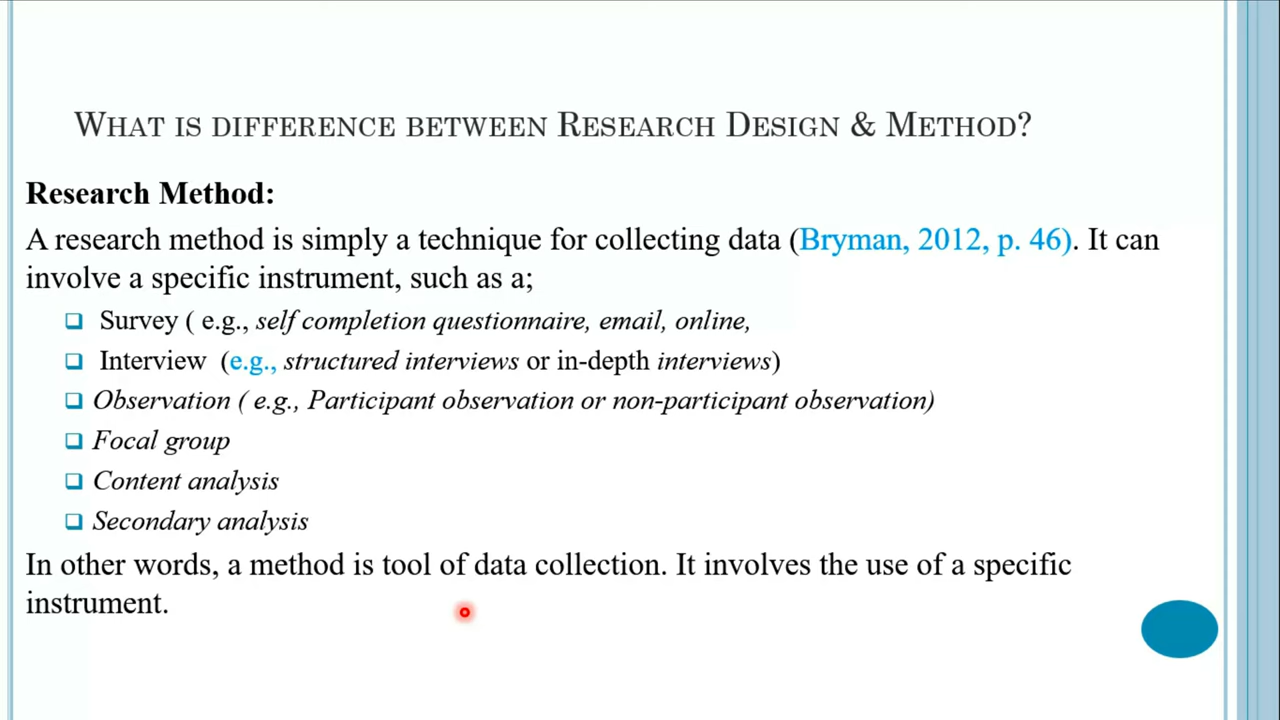 WHAT IS DIFFERENCE BETWEEN RESEARCH DESIGN & METHOD?
Research Method:
A research method is simply a technique for collecting data (Bryman, 2012, p. 46). It can
involve a specific instrument, such as a;
Survey ( e.g., self completion questionnaire, email, online,
Interview (e.g., structured interviews or in-depth interviews)
Observation ( e.g., Participant observation or non-participant observation)
Focal group
Content analysis
Secondary analysis
In other words, a method is tool of data collection. It involves the use of a specific
instrument.